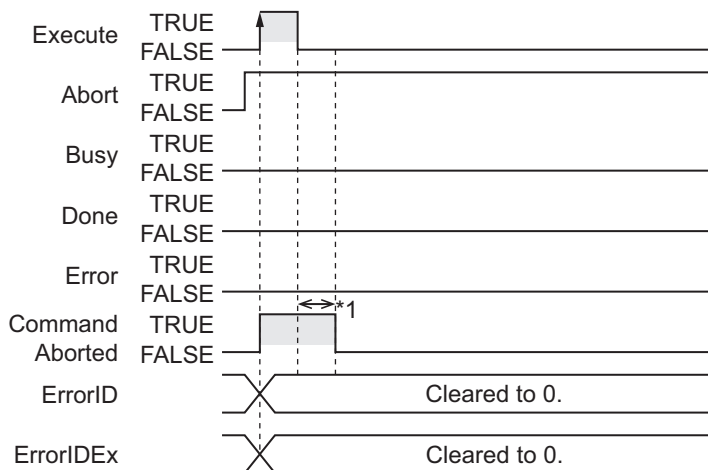 Execute TRUE
FALSE
Abort TRUE
FALSE
Busy TRUE
FALSE
Done TRUE
FALSE
Error TRUE
FALSE
*1
Command TRUE
Aborted FALSE
ErrorID Cleared to 0.
ErrorIDEx Cleared to 0.